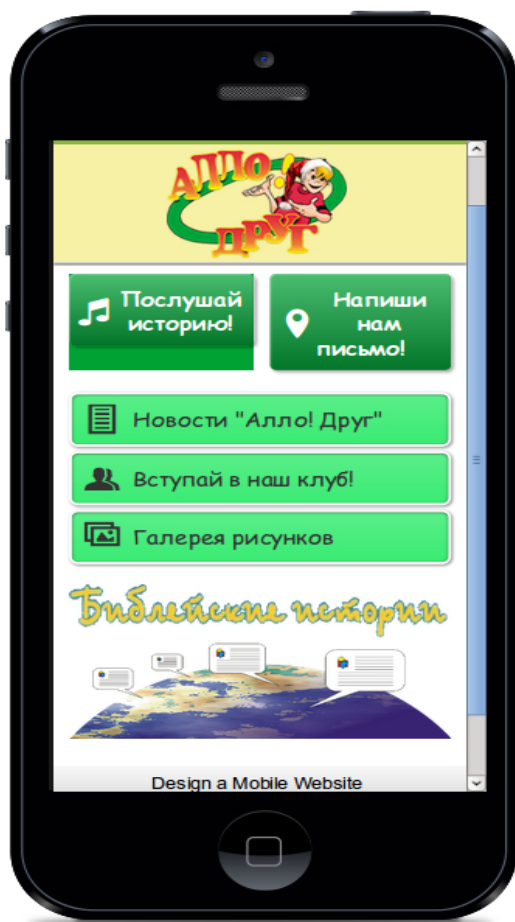 АЛЛО
ДРУГ
Послушай
историю!
Напиши
нам
письмо!
Новости "Алло! Друг"
Вступай в наш клуб!
Галерея рисунков
Библейские истории
Design a Mobile Website